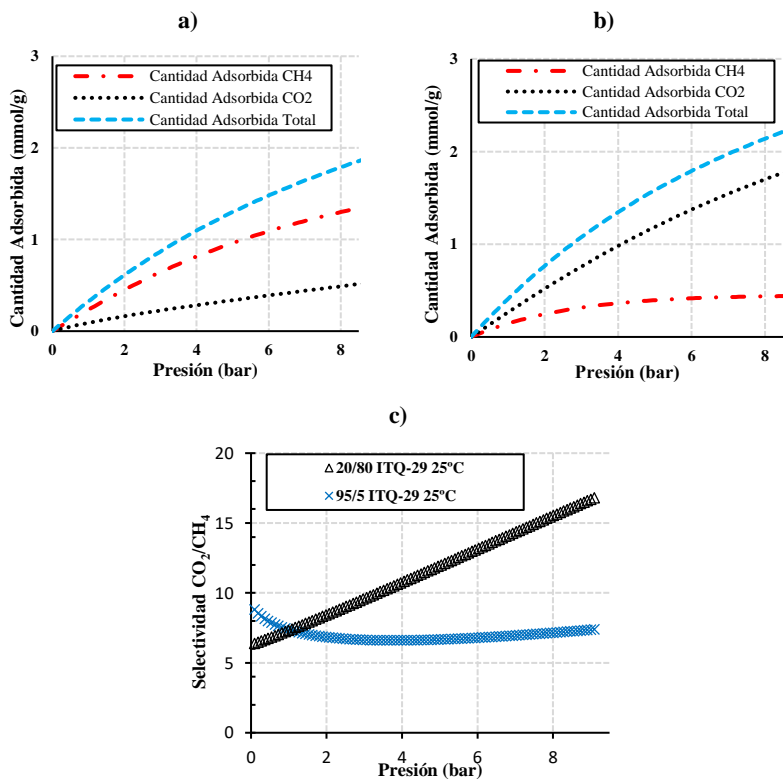 a)
3
2
1
0
0
2
4
6
8
Cantidad Adsorbida (mmol/g)
Presión (bar)
Cantidad Adsorbida CH4
Cantidad Adsorbida CO2
Cantidad Adsorbida Total
b)
3
2
1
0
0
2
4
6
8
Cantidad Adsorbida (mmol/g)
Presión (bar)
Cantidad Adsorbida CH4
Cantidad Adsorbida CO2
Cantidad Adsorbida Total
c)
20
15
10
5
0
0
2
4
6
8
Selectividad CO₂/CH₄
Presión (bar)
20/80 ITQ-29 25ºC
95/5 ITQ-29 25ºC